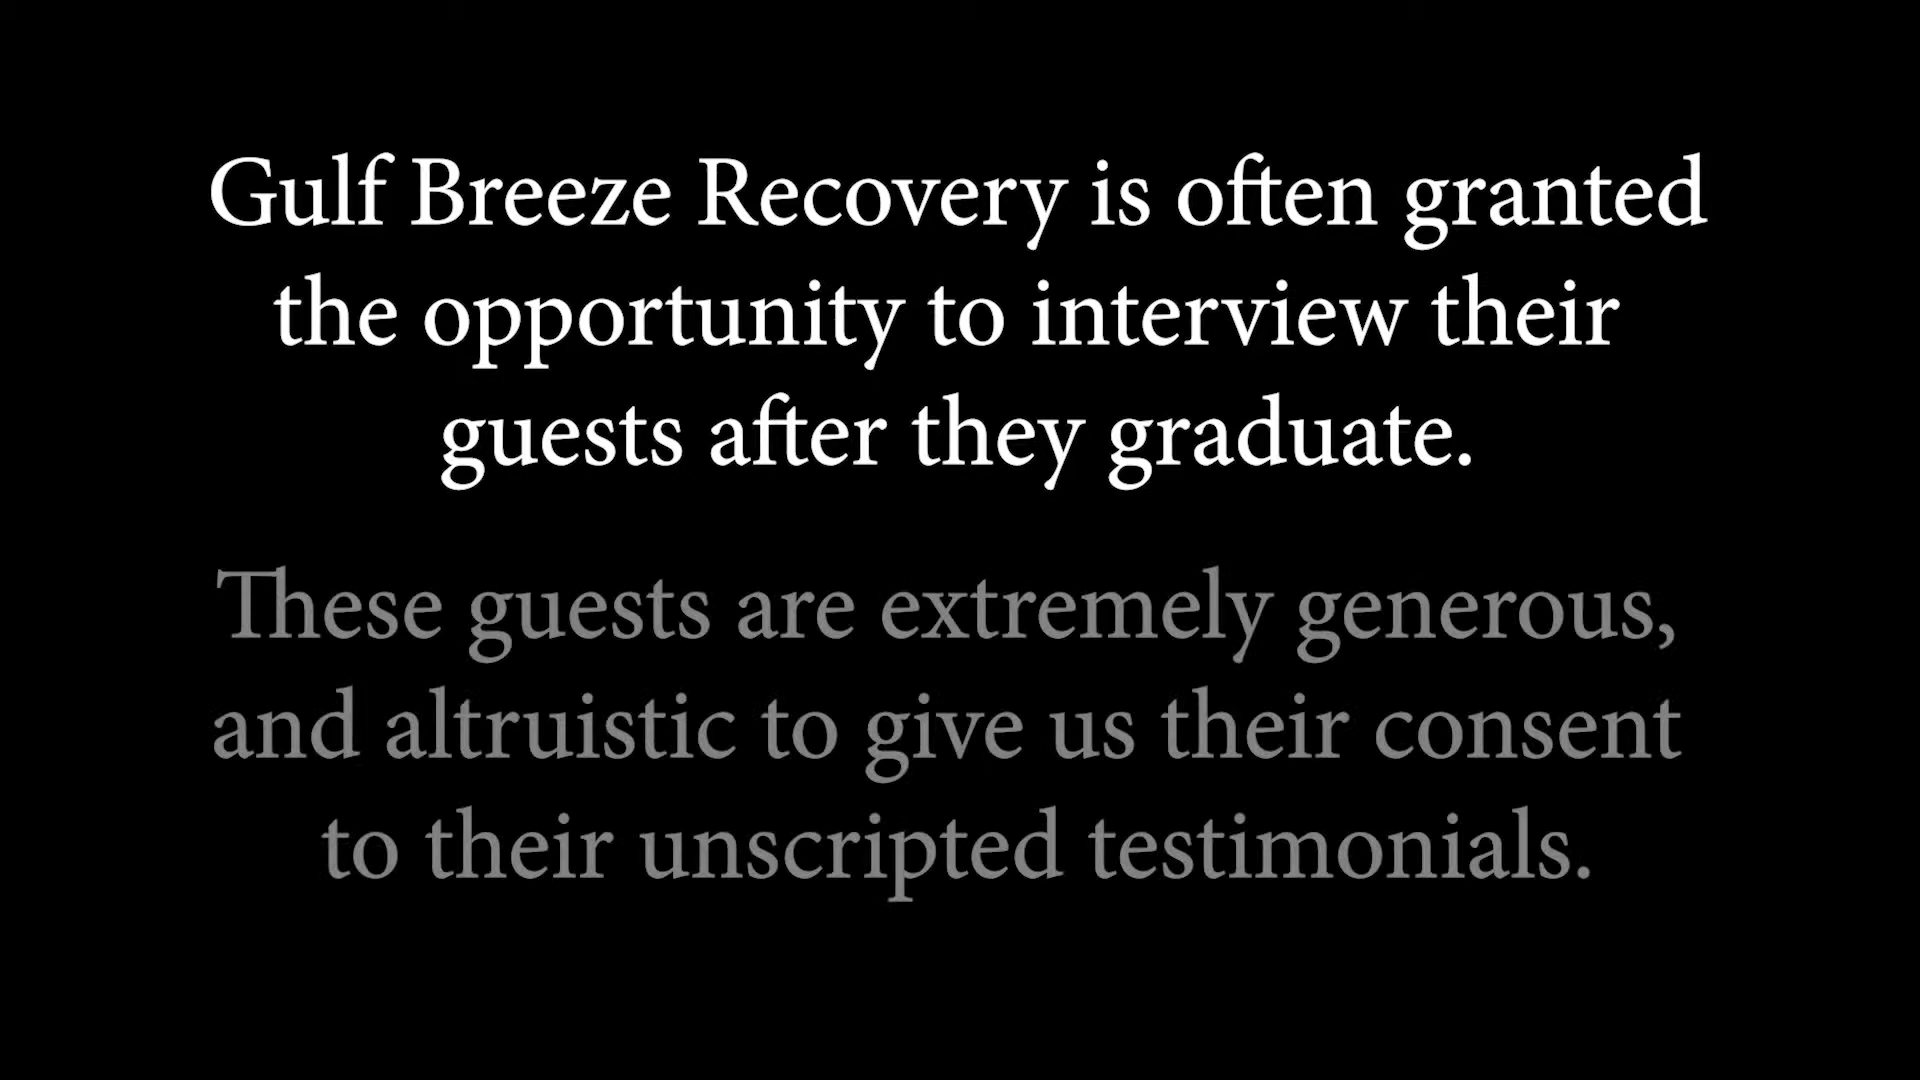 Gulf Breeze Recovery is often granted
the opportunity to interview their
guests after they graduate.
These guests are extremely generous,
and altruistic to give us their consent
to their unscripted testimonials.